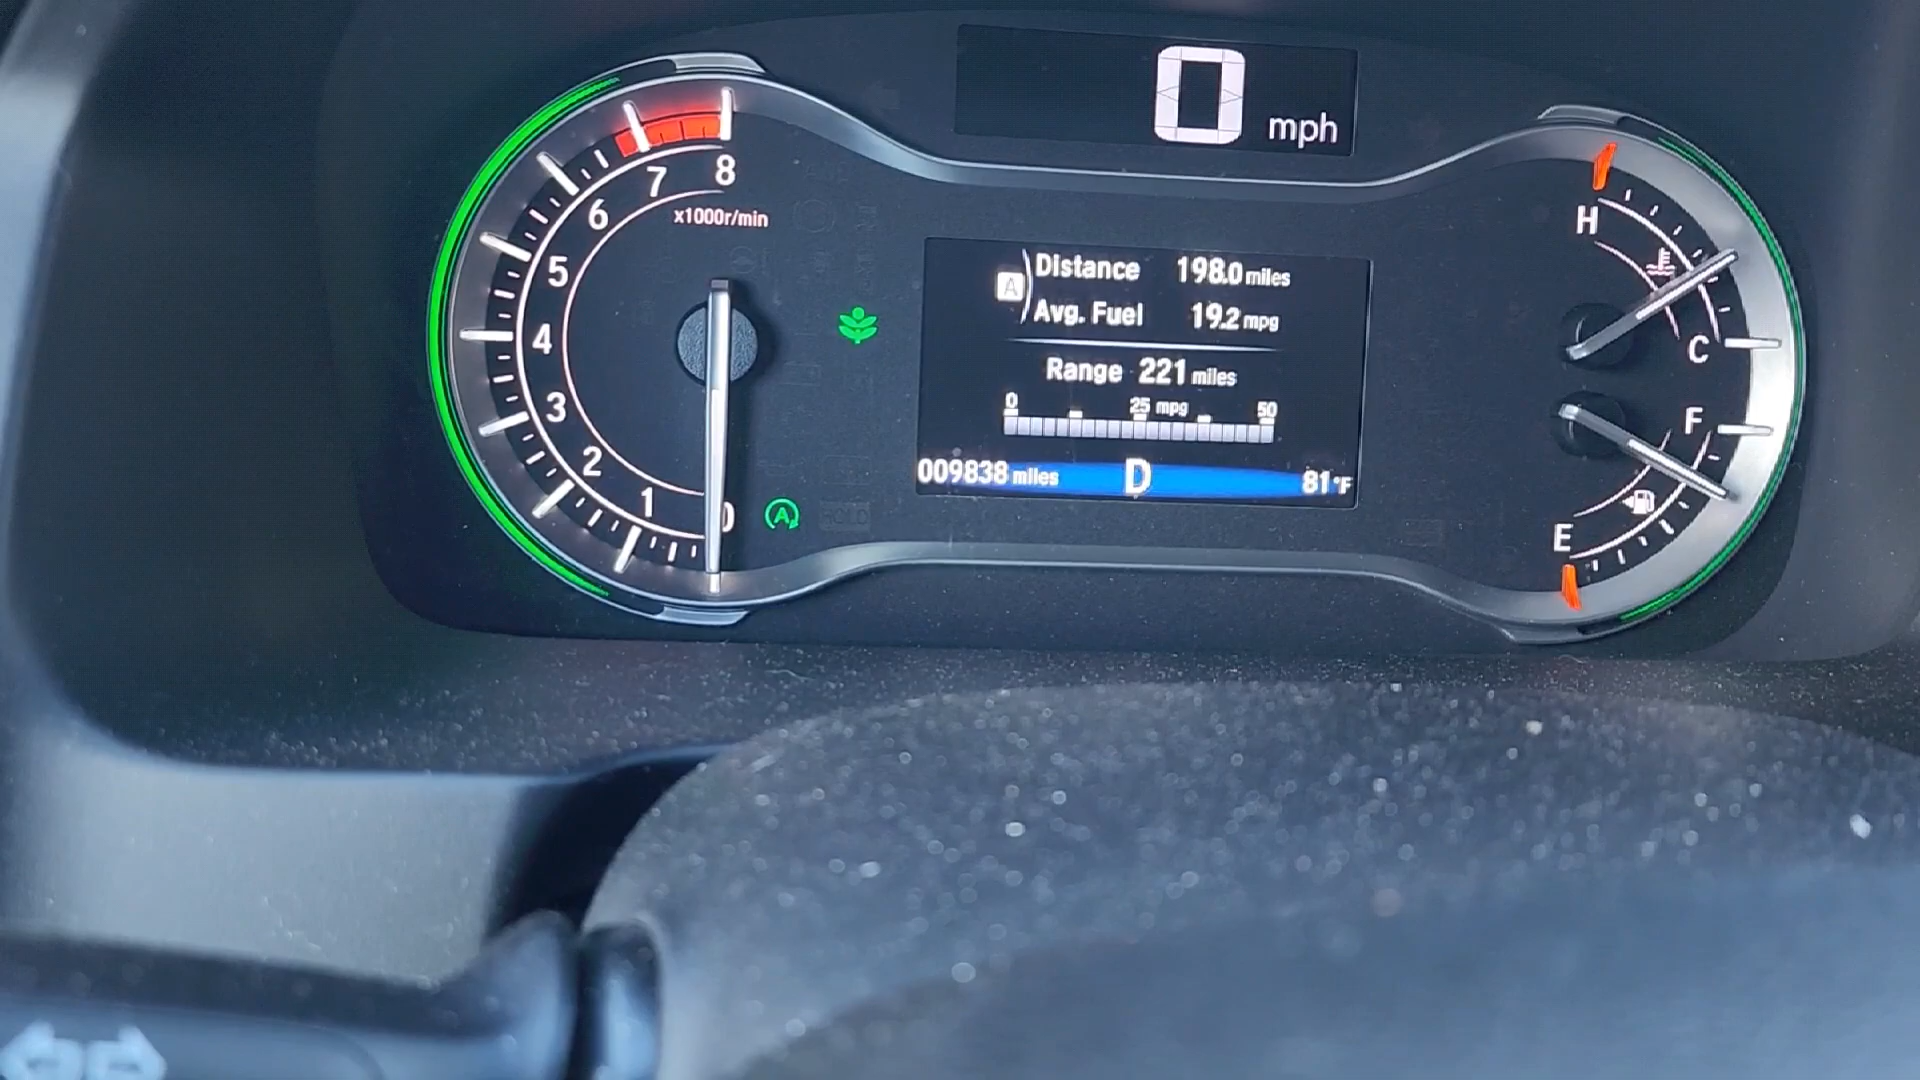 0 mph
8
7
x1000r/min
6
5
4
3
2
1
0
A
HOLD
A
Distance 198.0 miles
Avg. Fuel 19.2 mpg
Range 221 miles
0 25 mpg 50
009838 miles D 81°F
H
C
F
E